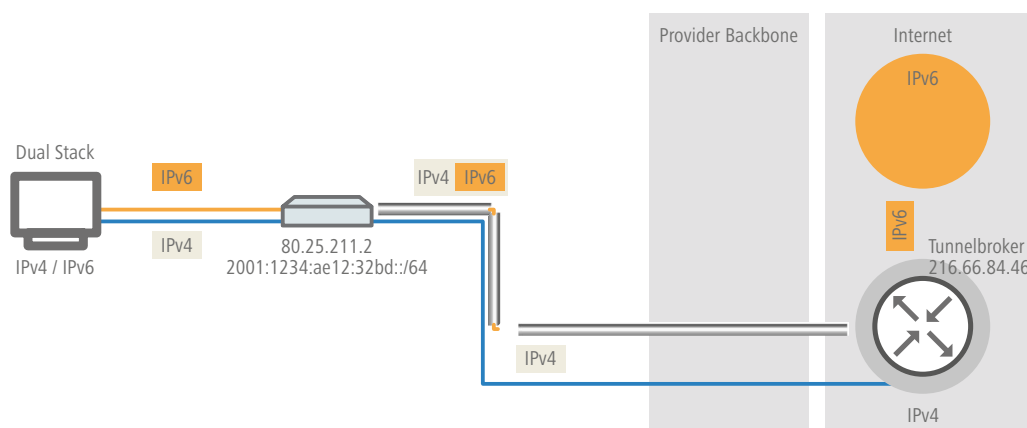 Provider Backbone
Internet
IPv6
Dual Stack
IPv6
IPv4 IPv6
IPv6
IPv4
80.25.211.2
2001:1234:ae12:32bd::/64
IPv4 / IPv6
Tunnelbroker
216.66.84.46
IPv4
IPv4